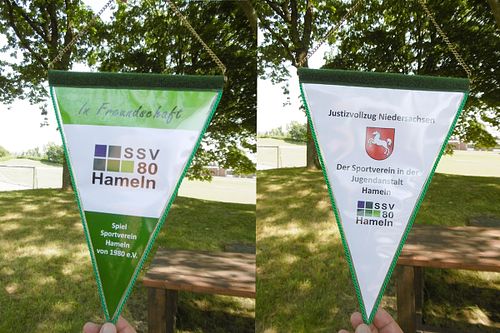 In Freundschaft
SSV
80
Hameln
Spiel
Sportverein
Hameln
von 1980 e.V.
Justizvollzug Niedersachsen
Der Sportverein in der
Jugendanstalt
Hameln
SSV
80
Hameln